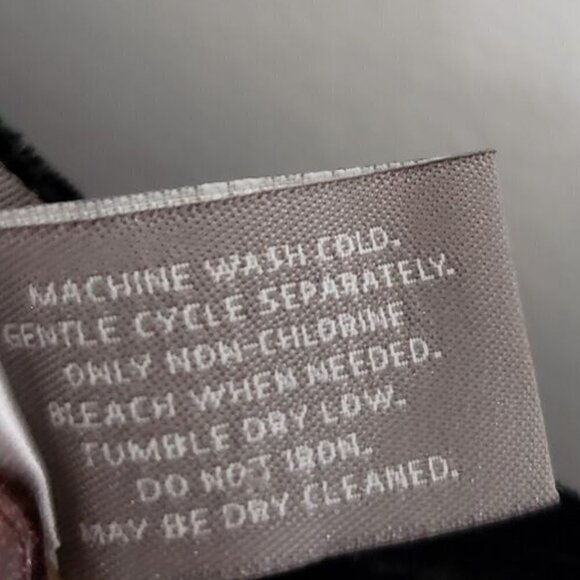 MACHINE WASH COLD.
GENTLE CYCLE SEPARATELY.
ONLY NON-CHLORINE
BLEACH WHEN NEEDED.
TUMBLE DRY LOW.
DO NOT IRON.
MAY BE DRY CLEANED.